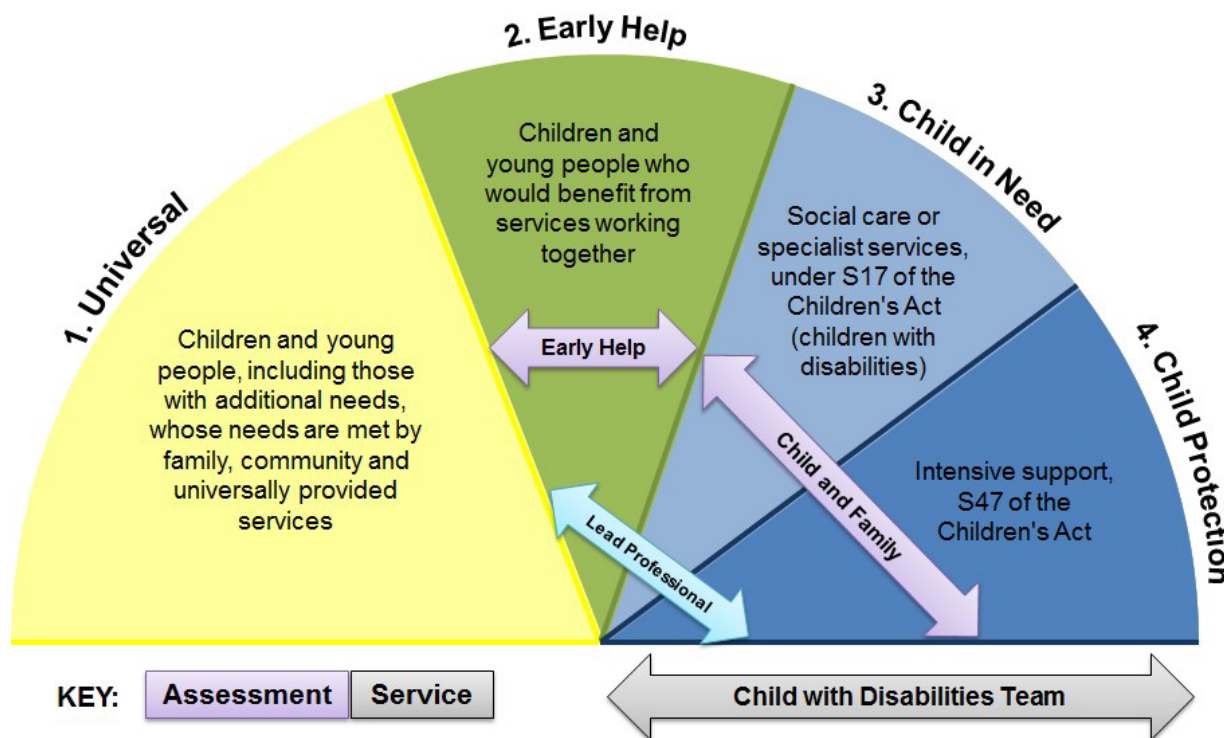 1. Universal
2. Early Help
3. Child in Need
4. Child Protection
Children and young
people, including those
with additional needs,
whose needs are met by
family, community and
universally provided
services
Children and
young people who
would benefit from
services working
together
Early Help
Lead Professional
Social care or
specialist services,
under S17 of the
Children's Act
(children with
disabilities)
Child and Family
Intensive support,
S47 of the
Children's Act
KEY:
Assessment
Service
Child with Disabilities Team